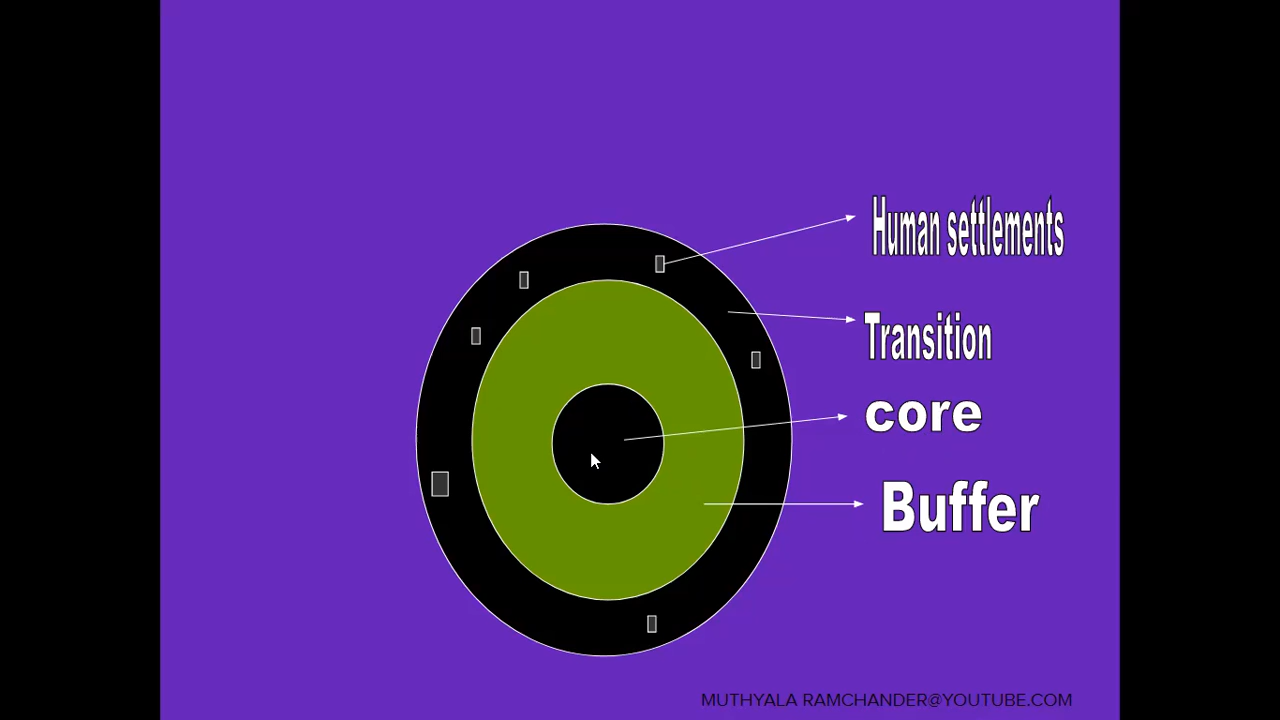 Human settlements
Transition
core
Buffer
MUTHYALA RAMCHANDER@YOUTUBE.COM